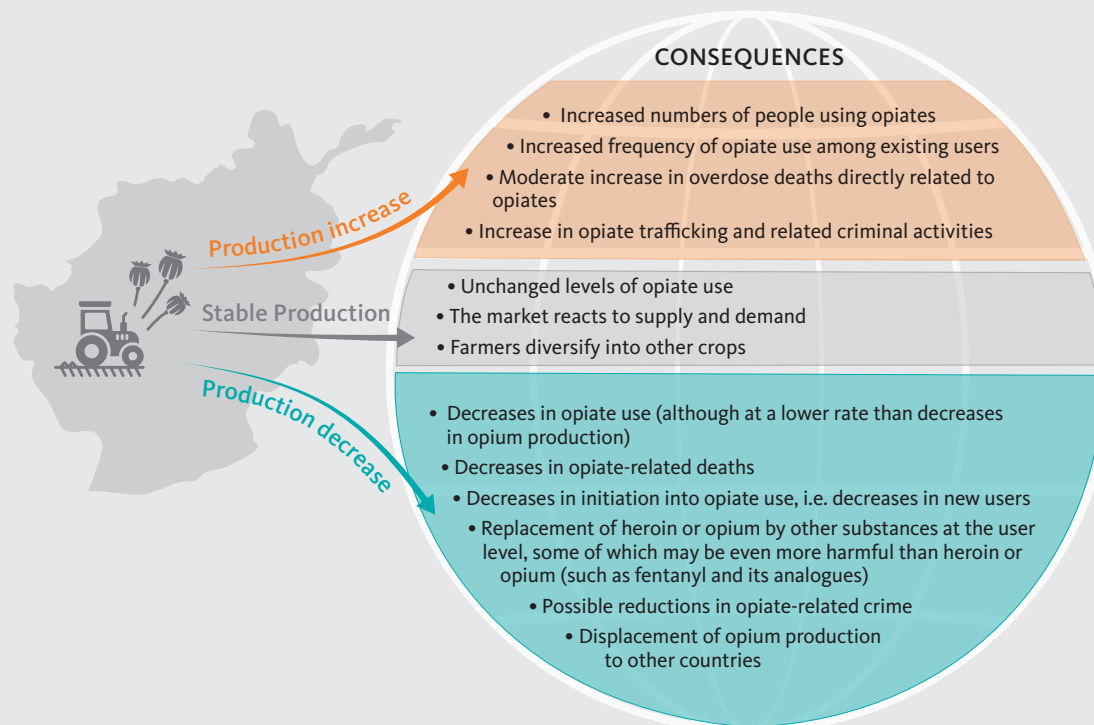 CONSEQUENCES
• Increased numbers of people using opiates
• Increased frequency of opiate use among existing users
• Moderate increase in overdose deaths directly related to
opiates
• Increase in opiate trafficking and related criminal activities
Production increase
• Unchanged levels of opiate use
• The market reacts to supply and demand
• Farmers diversify into other crops
Stable Production
Production decrease
• Decreases in opiate use (although at a lower rate than decreases
in opium production)
• Decreases in opiate-related deaths
• Decreases in initiation into opiate use, i.e. decreases in new users
• Replacement of heroin or opium by other substances at the user
level, some of which may be even more harmful than heroin or
opium (such as fentanyl and its analogues)
• Possible reductions in opiate-related crime
• Displacement of opium production
to other countries